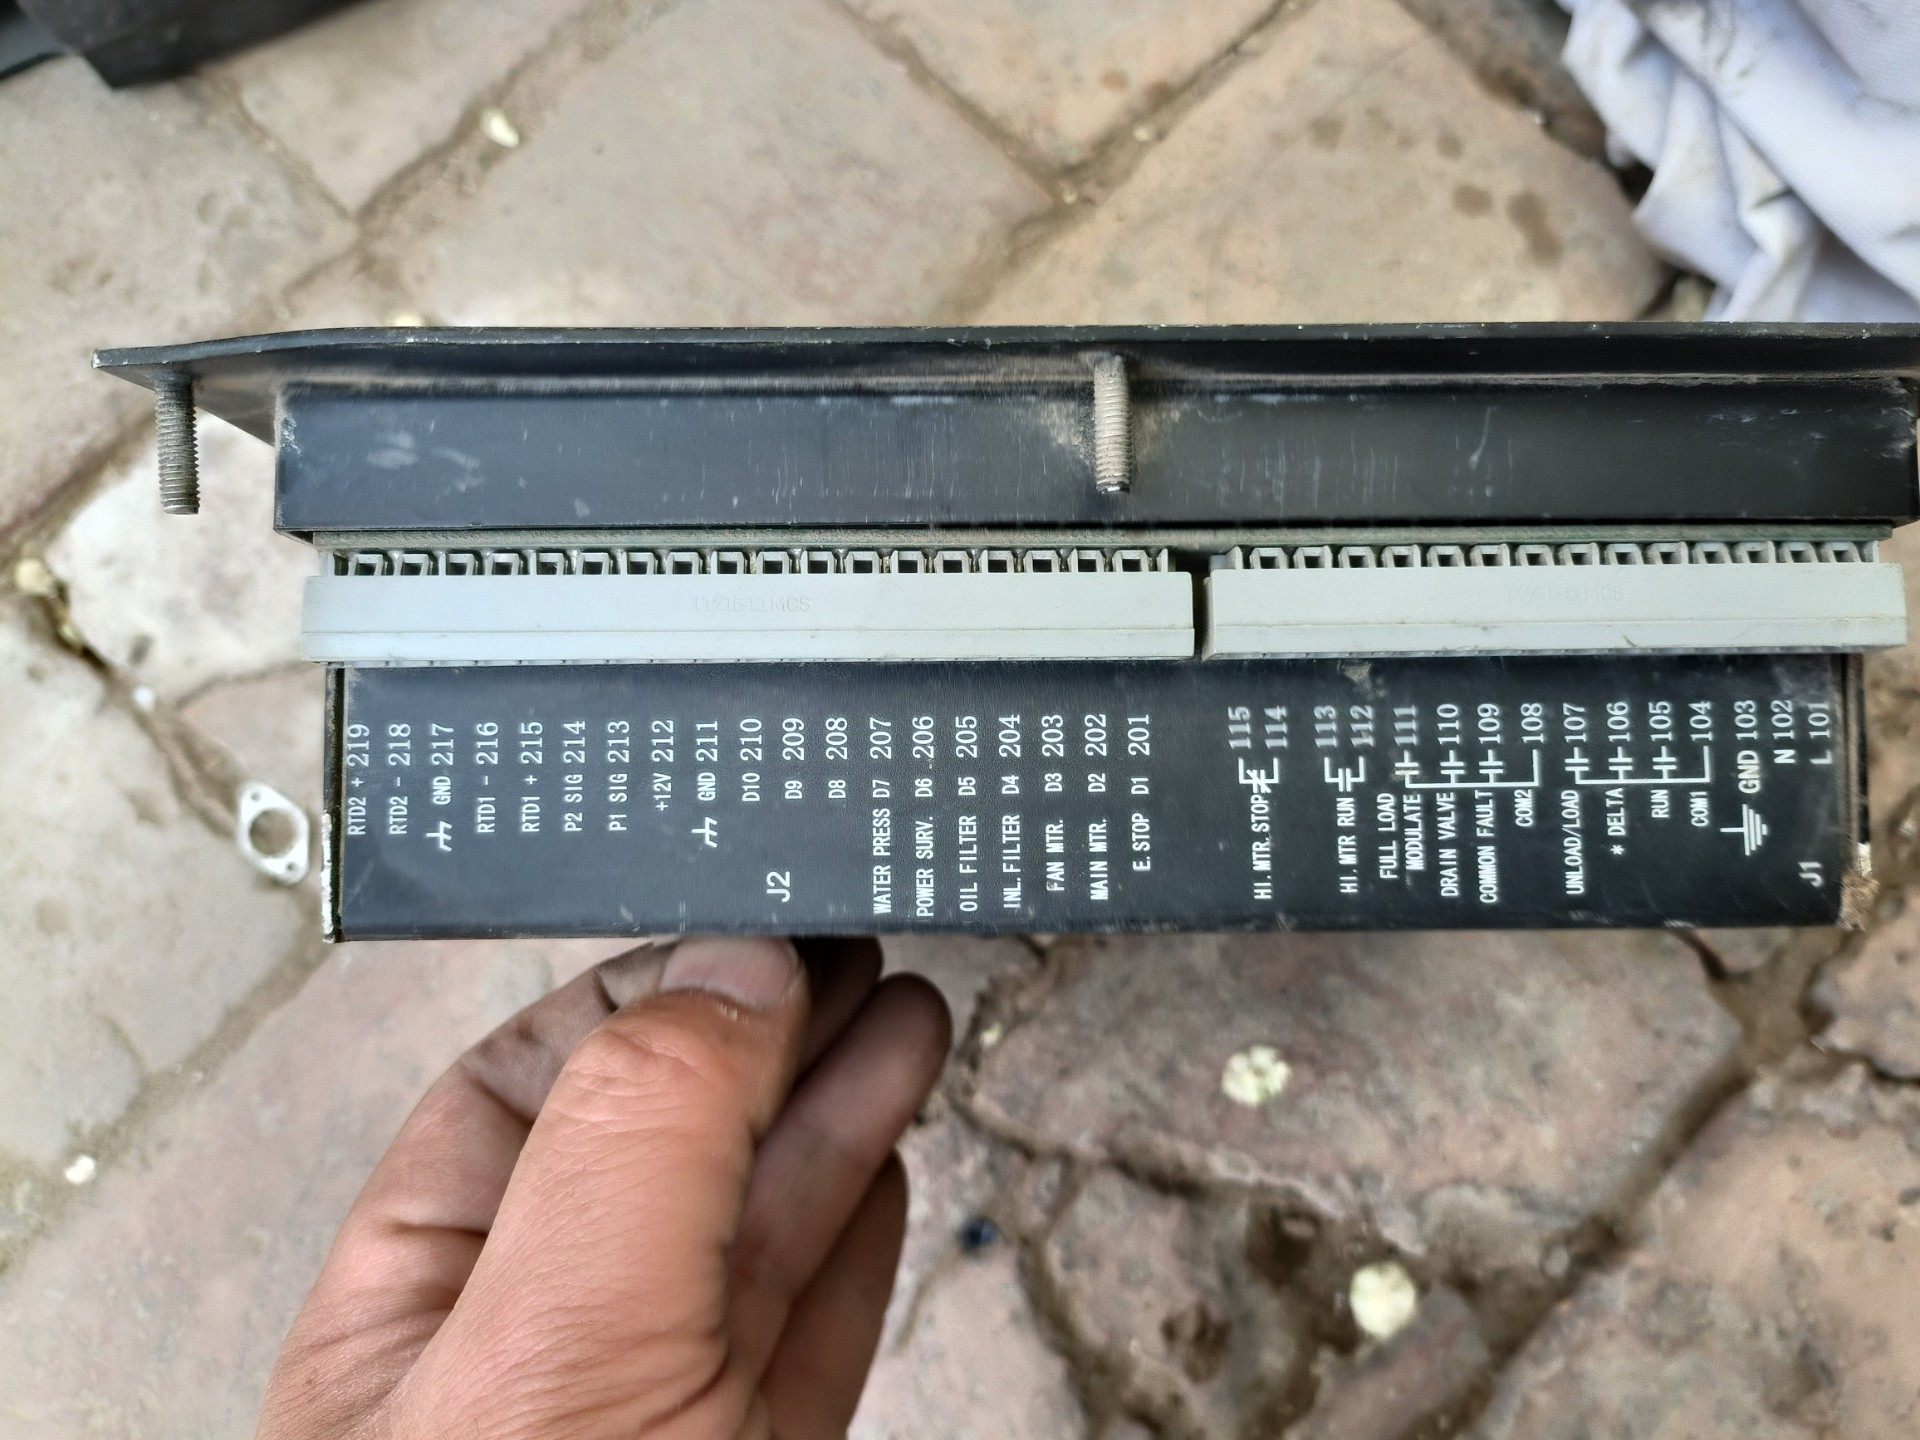 RTD2 + 219
RTD2 - 218
GND 217
RTD1 - 216
RTD1 + 215
P2 SIG 214
P1 SIG 213
+12V 212
GND 211
D10 210
D9 209
D8 208
WATER PRESS D7 207
POWER SURV. D6 206
OIL FILTER D5 205
INL.FILTER D4 204
FAN MTR. D3 203
MAIN MTR. D2 202
E.STOP D1 201
J2
115
HI.MTR.STOP 114
113
HI.MTR RUN 112
FULL LOAD
MODULATE 111
DRAIN VALVE 110
COMMON FAULT 109
COM2 108
UNLOAD/LOAD 107
* DELTA 106
RUN 105
COM1 104
GND 103
N 102
L 101
J1